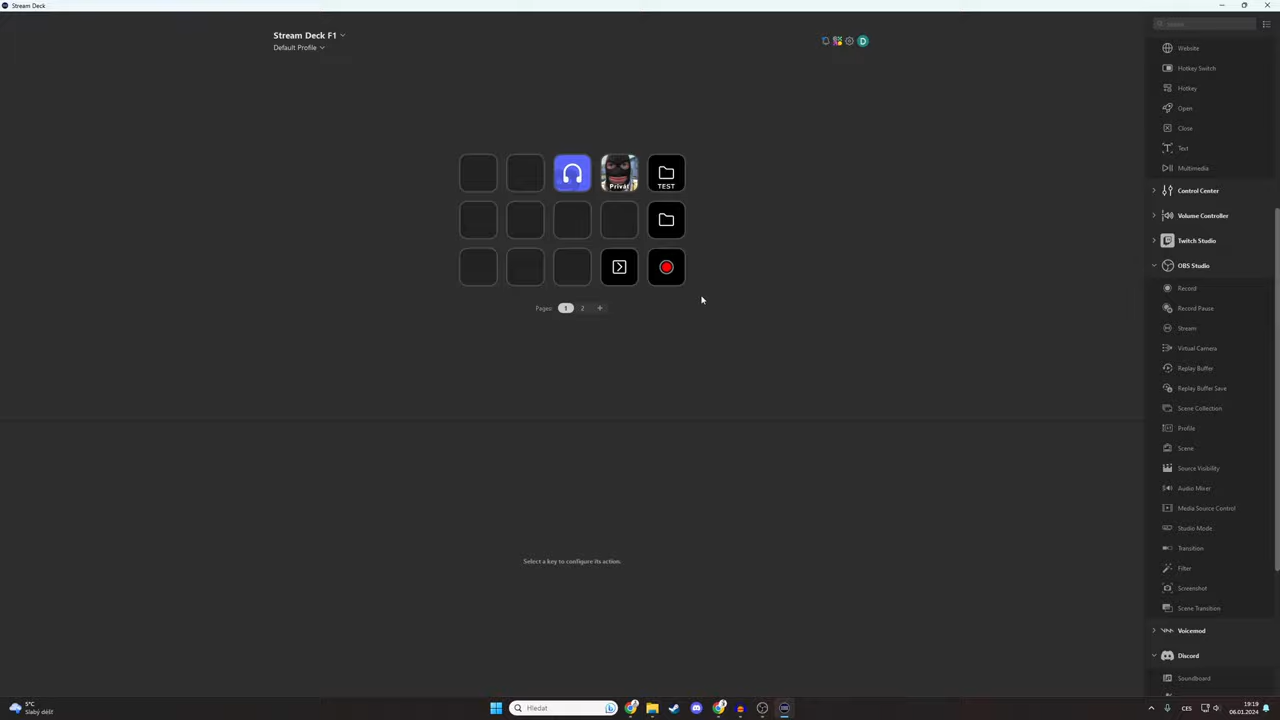 Stream Deck
Stream Deck F1
Default Profile
D
Privát
TEST
Pages:
1
2
+
Select a key to configure its action.
Website
Hotkey Switch
Hotkey
Open
Close
Text
Multimedia
Control Center
Volume Controller
Twitch Studio
OBS Studio
Record
Record Pause
Stream
Virtual Camera
Replay Buffer
Replay Buffer Save
Scene Collection
Profile
Scene
Source Visibility
Audio Mixer
Media Source Control
Studio Mode
Transition
Filter
Screenshot
Scene Transition
Voicemod
Discord
Soundboard
5°C
Slabý déšť
Hledat
CES
19:19
06.01.2024